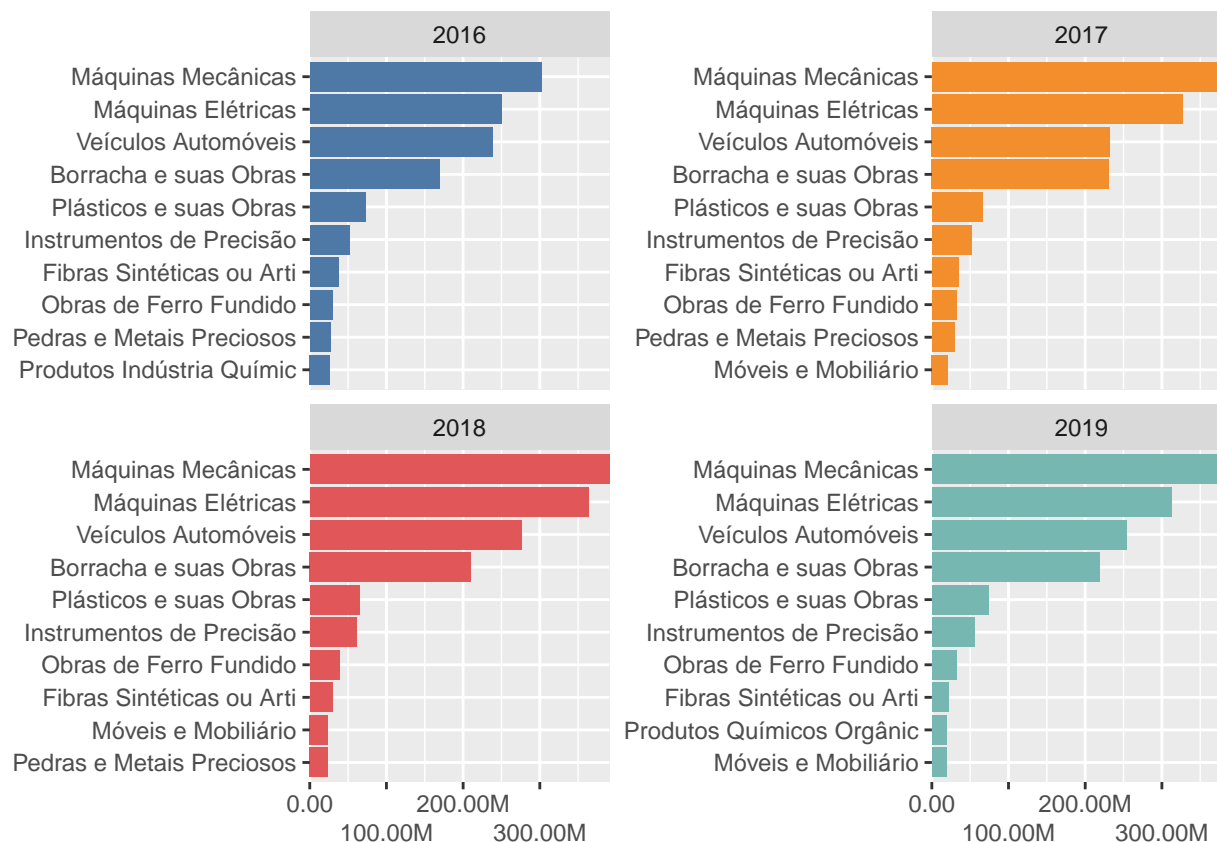 2016
Máquinas Mecânicas
Máquinas Elétricas
Veículos Automóveis
Borracha e suas Obras
Plásticos e suas Obras
Instrumentos de Precisão
Fibras Sintéticas ou Arti
Obras de Ferro Fundido
Pedras e Metais Preciosos
Produtos Indústria Químic
2017
Máquinas Mecânicas
Máquinas Elétricas
Veículos Automóveis
Borracha e suas Obras
Plásticos e suas Obras
Instrumentos de Precisão
Fibras Sintéticas ou Arti
Obras de Ferro Fundido
Pedras e Metais Preciosos
Móveis e Mobiliário
2018
Máquinas Mecânicas
Máquinas Elétricas
Veículos Automóveis
Borracha e suas Obras
Plásticos e suas Obras
Instrumentos de Precisão
Obras de Ferro Fundido
Fibras Sintéticas ou Arti
Móveis e Mobiliário
Pedras e Metais Preciosos
0.00 200.00M
100.00M 300.00M
2019
Máquinas Mecânicas
Máquinas Elétricas
Veículos Automóveis
Borracha e suas Obras
Plásticos e suas Obras
Instrumentos de Precisão
Obras de Ferro Fundido
Fibras Sintéticas ou Arti
Produtos Químicos Orgânic
Móveis e Mobiliário
0.00 200.00M
100.00M 300.00M